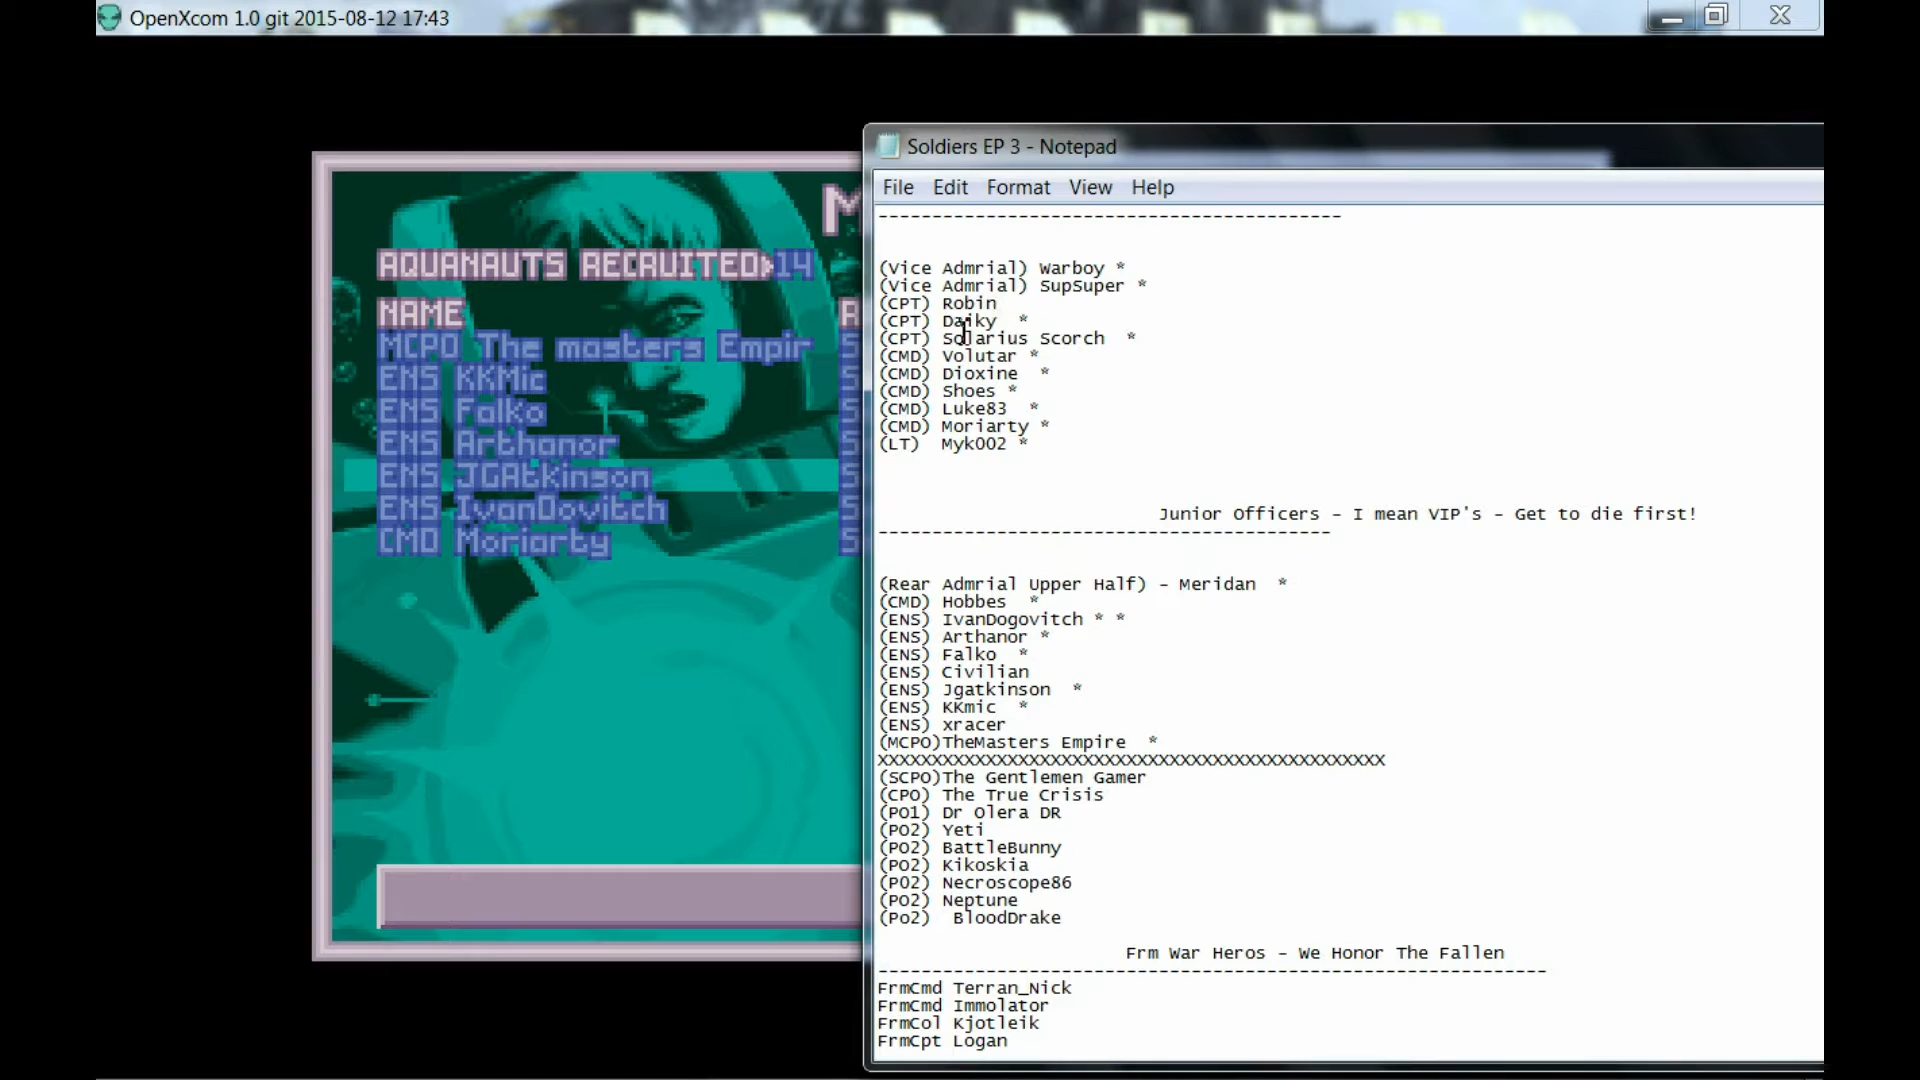 OpenXcom 1.0 git 2015-08-12 17:43
AQUANAUTS RECRUITED>14
NAME
MCPO The masters Empir
ENS KKMic
ENS Falko
ENS Arthanor
ENS JGAtkinson
ENS IvanDovitch
CMD Moriarty
Soldiers EP 3 - Notepad
File Edit Format View Help
-------------------------------------------
(Vice Admrial) Warboy *
(Vice Admrial) SupSuper *
(CPT) Robin
(CPT) Daiky *
(CPT) Solarius Scorch *
(CMD) Volutar *
(CMD) Dioxine *
(CMD) Shoes *
(CMD) Luke83 *
(CMD) Moriarty *
(LT) Myk002 *
Junior Officers - I mean VIP's - Get to die first!
------------------------------------------
(Rear Admrial Upper Half) - Meridan *
(CMD) Hobbes *
(ENS) IvanDogovitch * *
(ENS) Arthanor *
(ENS) Falko *
(ENS) Civilian
(ENS) Jgatkinson *
(ENS) KKmic *
(ENS) xracer
(MCPO)TheMasters Empire *
XXXXXXXXXXXXXXXXXXXXXXXXXXXXXXXXXXXXXXXXXXXXXXX
(SCPO)The Gentlemen Gamer
(CPO) The True Crisis
(PO1) Dr Olera DR
(PO2) Yeti
(PO2) BattleBunny
(PO2) Kikoskia
(PO2) Necroscope86
(PO2) Neptune
(Po2) BloodDrake
Frm War Heros - We Honor The Fallen
--------------------------------------------------------------
FrmCmd Terran_Nick
FrmCmd Immolator
FrmCol Kjotleik
FrmCpt Logan